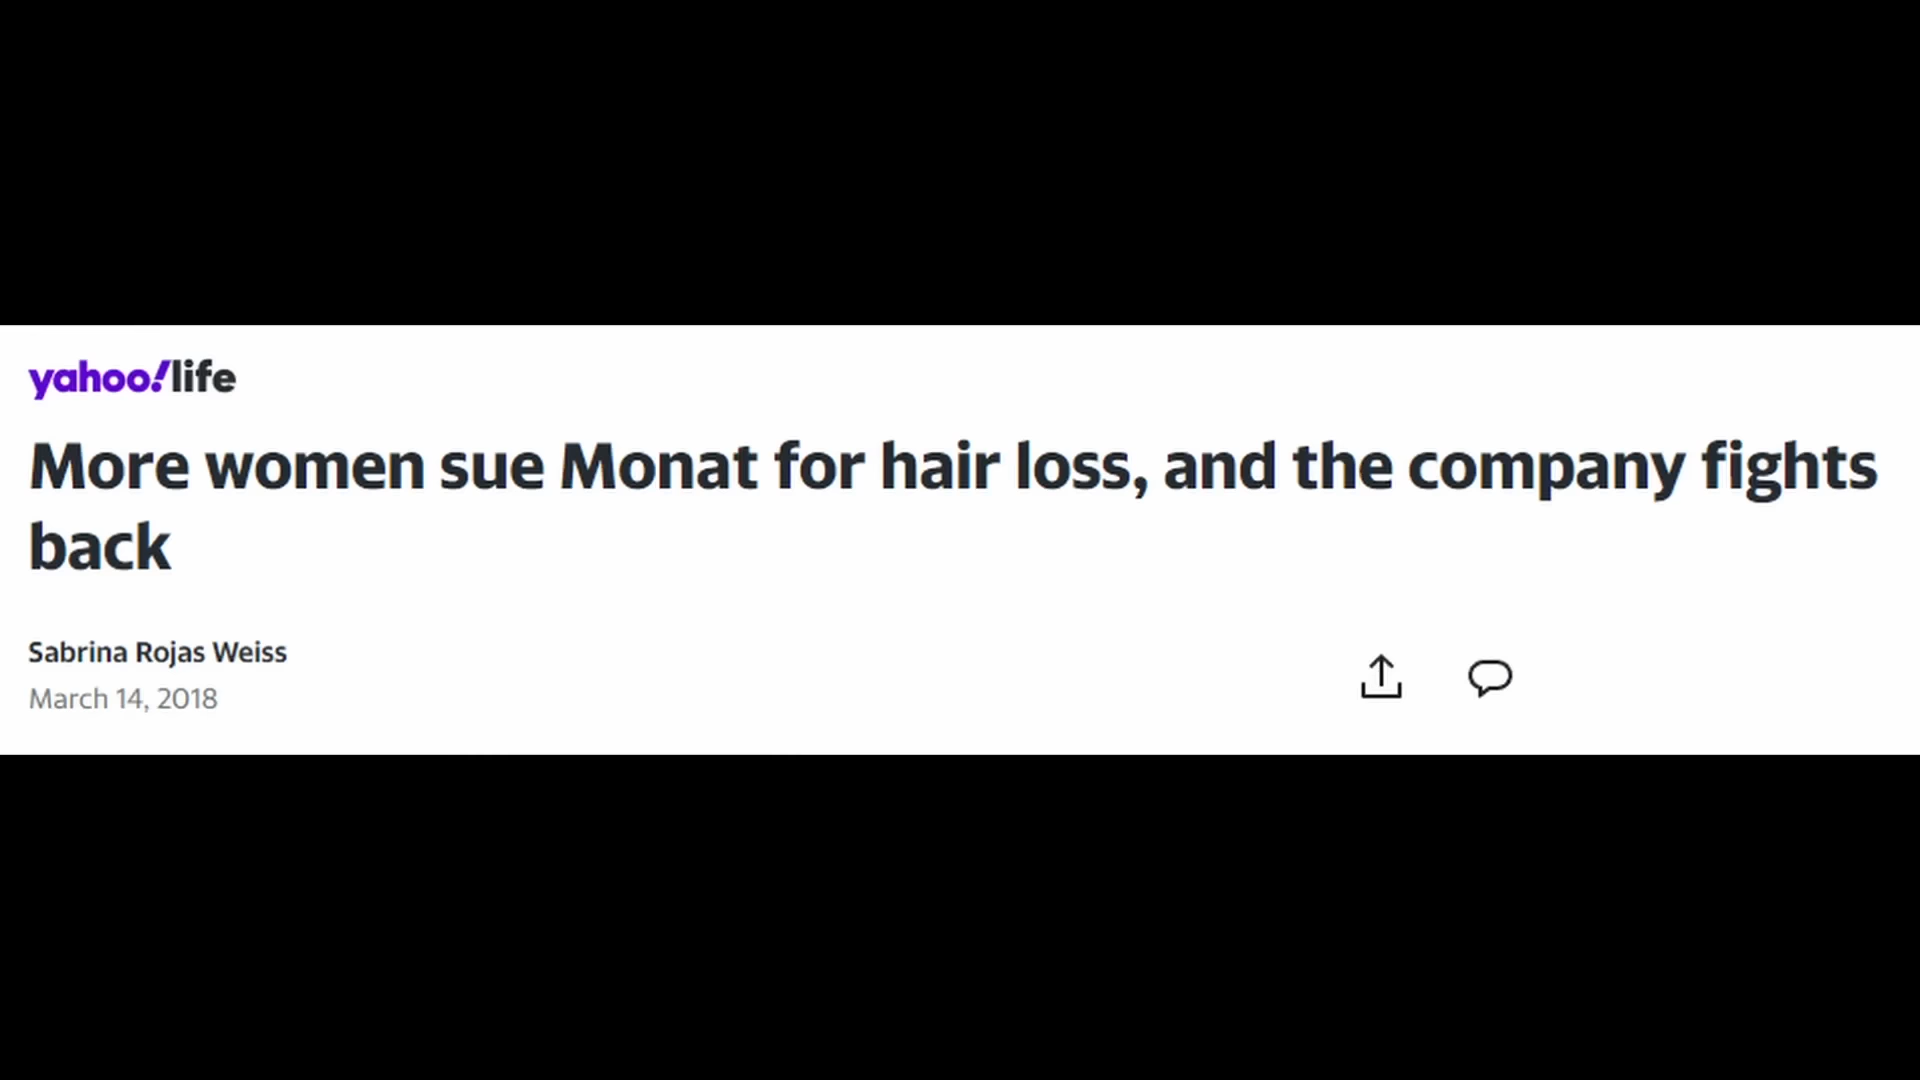 yahoo!life
More women sue Monat for hair loss, and the company fights
back
Sabrina Rojas Weiss
March 14, 2018